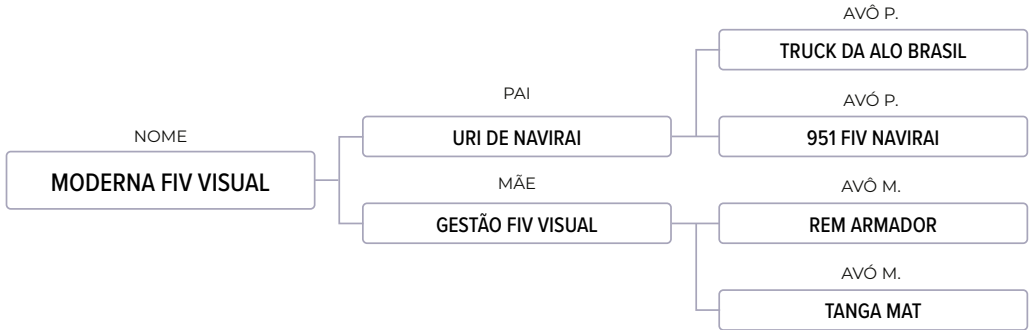 AVÔ P.
TRUCK DA ALO BRASIL
PAI
AVÓ P.
NOME
URI DE NAVIRAI
951 FIV NAVIRAI
MODERNA FIV VISUAL
MÃE
AVÔ M.
GESTÃO FIV VISUAL
REM ARMADOR
AVÓ M.
TANGA MAT